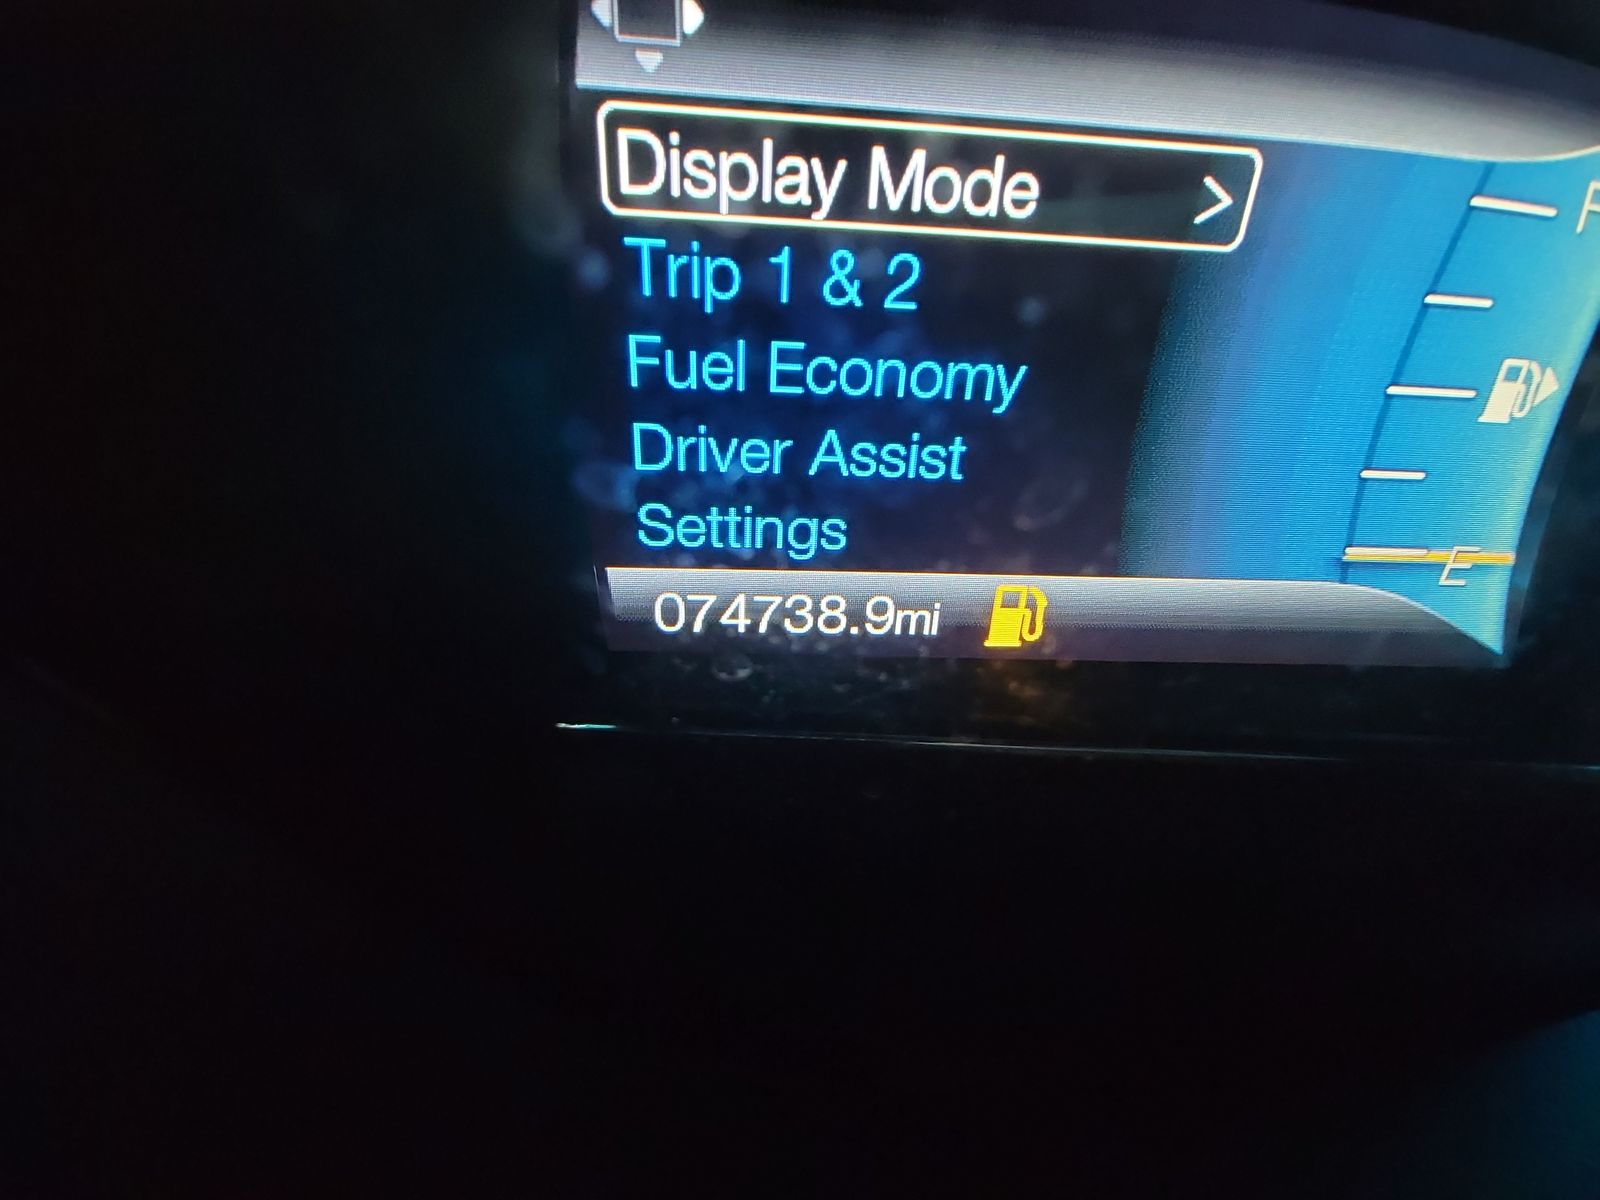 Display Mode >
Trip 1 & 2
Fuel Economy
Driver Assist
Settings
074738.9mi
F
E